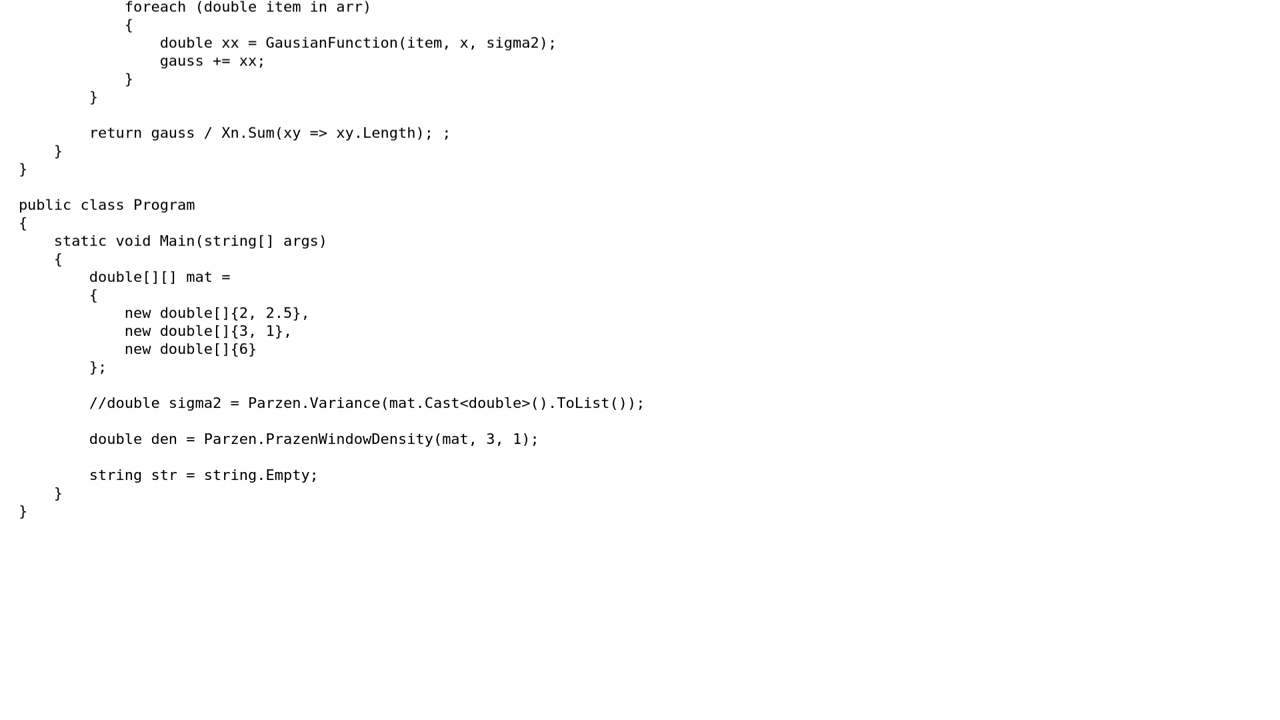 foreach (double item in arr)
            {
                double xx = GausianFunction(item, x, sigma2);
                gauss += xx;
            }
        }

        return gauss / Xn.Sum(xy => xy.Length); ;
    }
}

public class Program
{
    static void Main(string[] args)
    {
        double[][] mat =
        {
            new double[]{2, 2.5},
            new double[]{3, 1},
            new double[]{6}
        };

        //double sigma2 = Parzen.Variance(mat.Cast<double>().ToList());

        double den = Parzen.PrazenWindowDensity(mat, 3, 1);

        string str = string.Empty;
    }
}